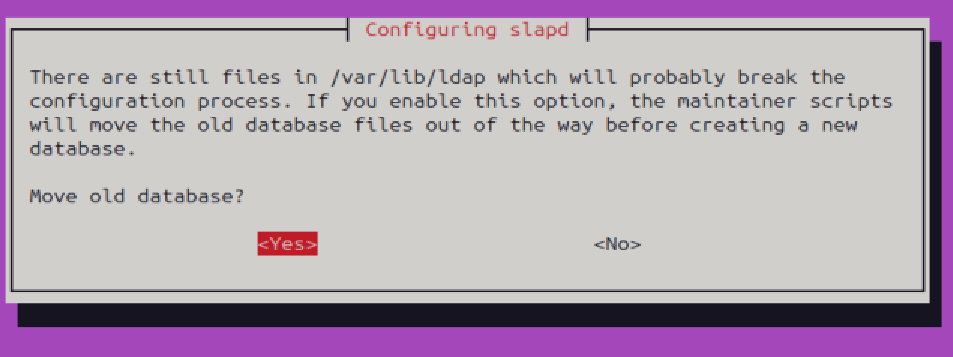 Configuring slapd
There are still files in /var/lib/ldap which will probably break the
configuration process. If you enable this option, the maintainer scripts
will move the old database files out of the way before creating a new
database.
Move old database?
<Yes> <No>